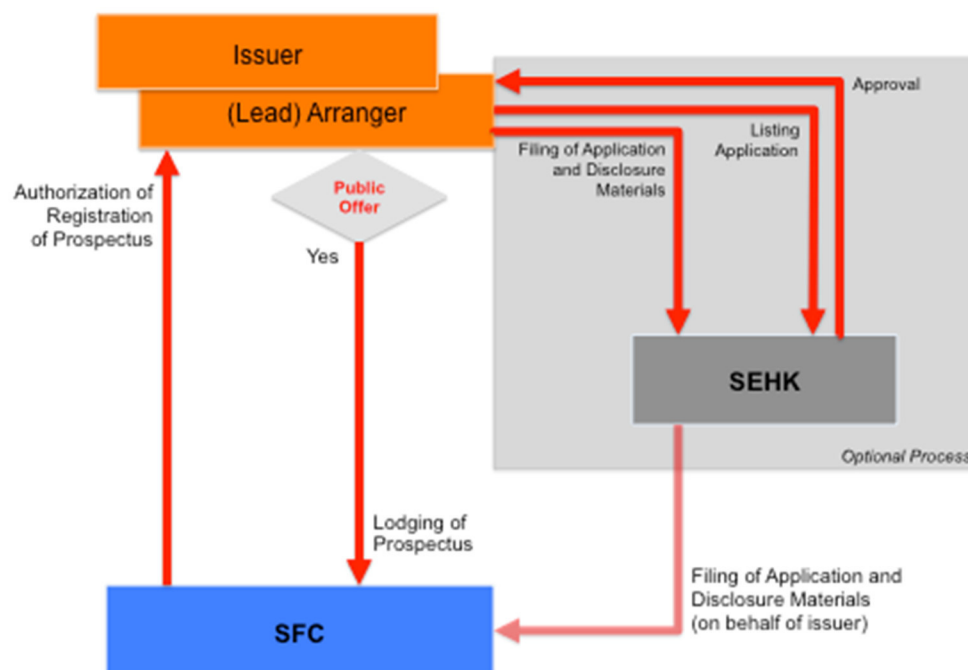 Issuer
(Lead) Arranger
Approval
Listing
Application
Filing of Application
and Disclosure
Materials
Public
Offer
Authorization of
Registration
of Prospectus
Yes
SEHK
Optional Process
Lodging of
Prospectus
Filing of Application and
Disclosure Materials
(on behalf of issuer)
SFC